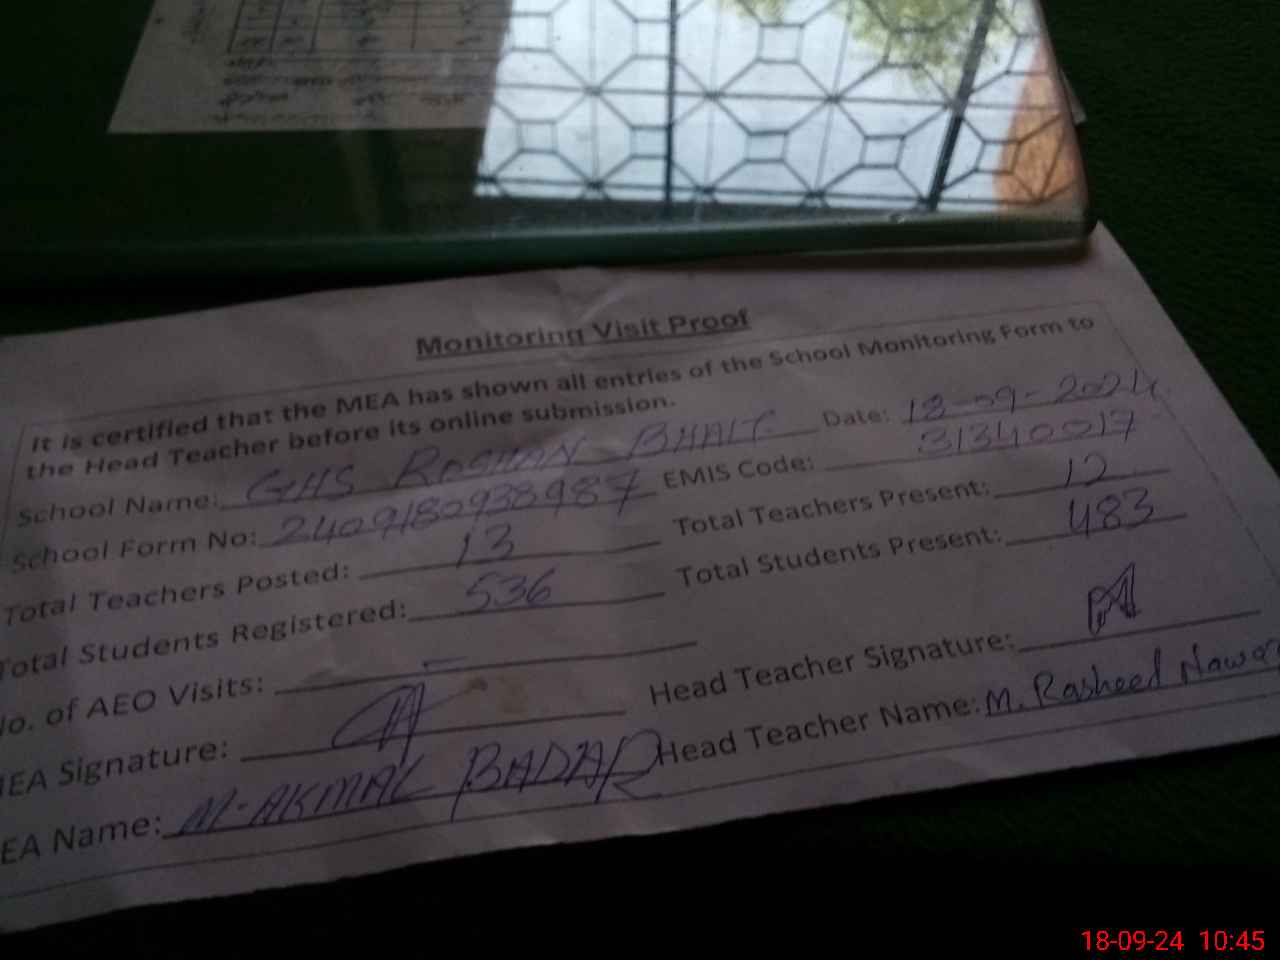 Monitoring Visit Proof
It is certified that the MEA has shown all entries of the School Monitoring Form to
the Head Teacher before its online submission.
School Name: GHS ROSHAN BHAIT Date: 18-09-2024
School Form No: 240918093898 7 EMIS Code: 31340017
Total Teachers Posted: 13 Total Teachers Present: 12
Total Students Registered: 536 Total Students Present: 483
No. of AEO Visits: –
MEA Signature: Head Teacher Signature:
EA Name: M. AKMAL BADAR Head Teacher Name: M. Rasheed
18-09-24 10:45